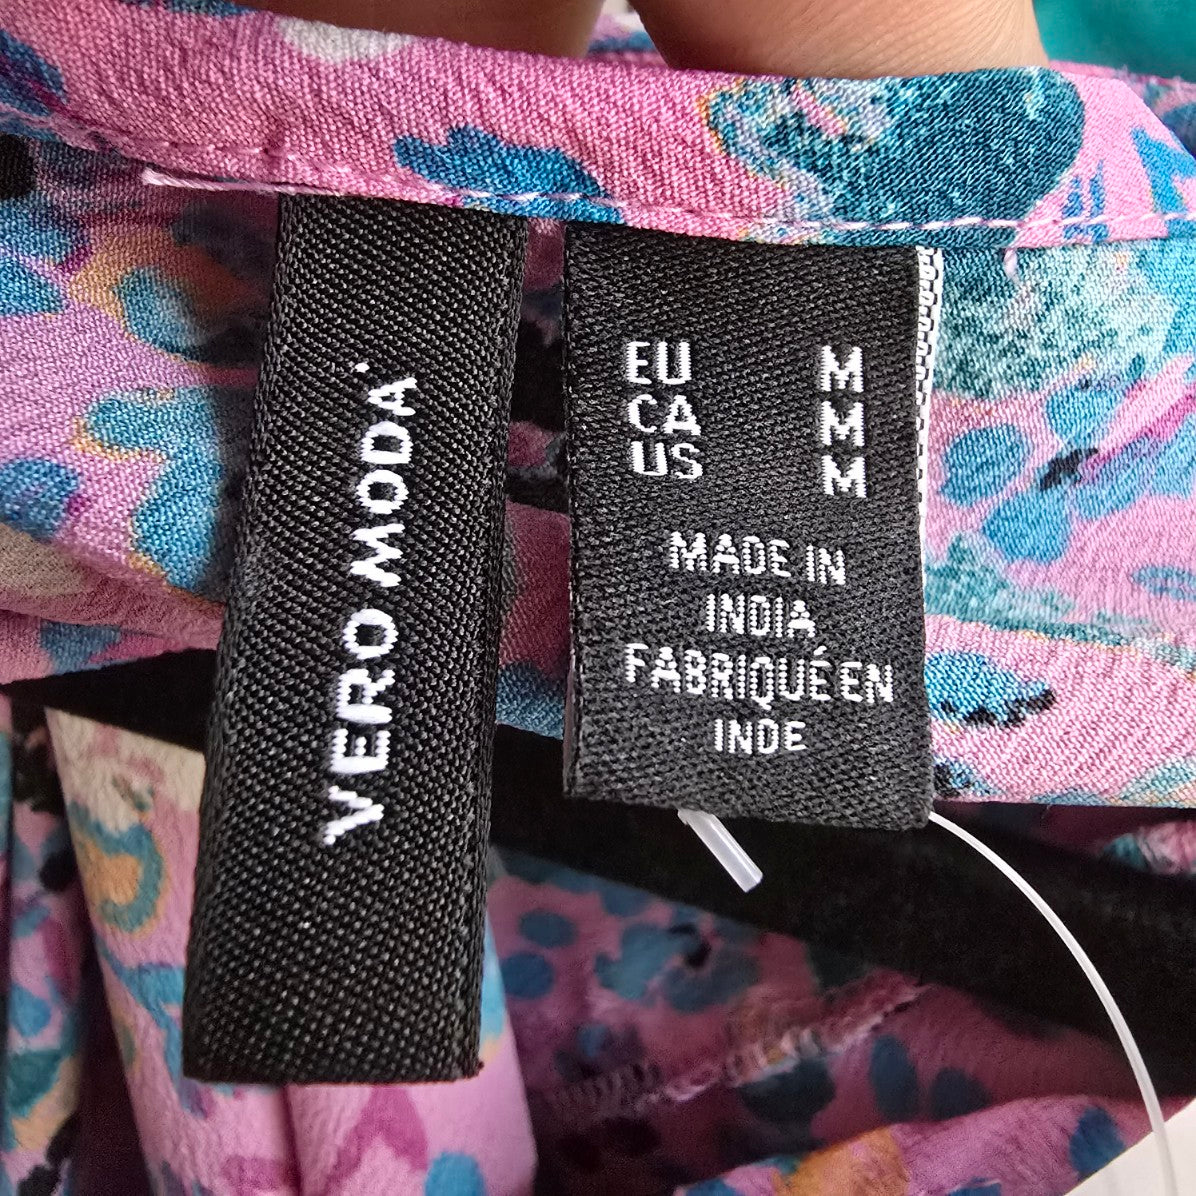 VERO MODA
EU M
CA M
US M
MADE IN
INDIA
FABRIQUÉ EN
INDE